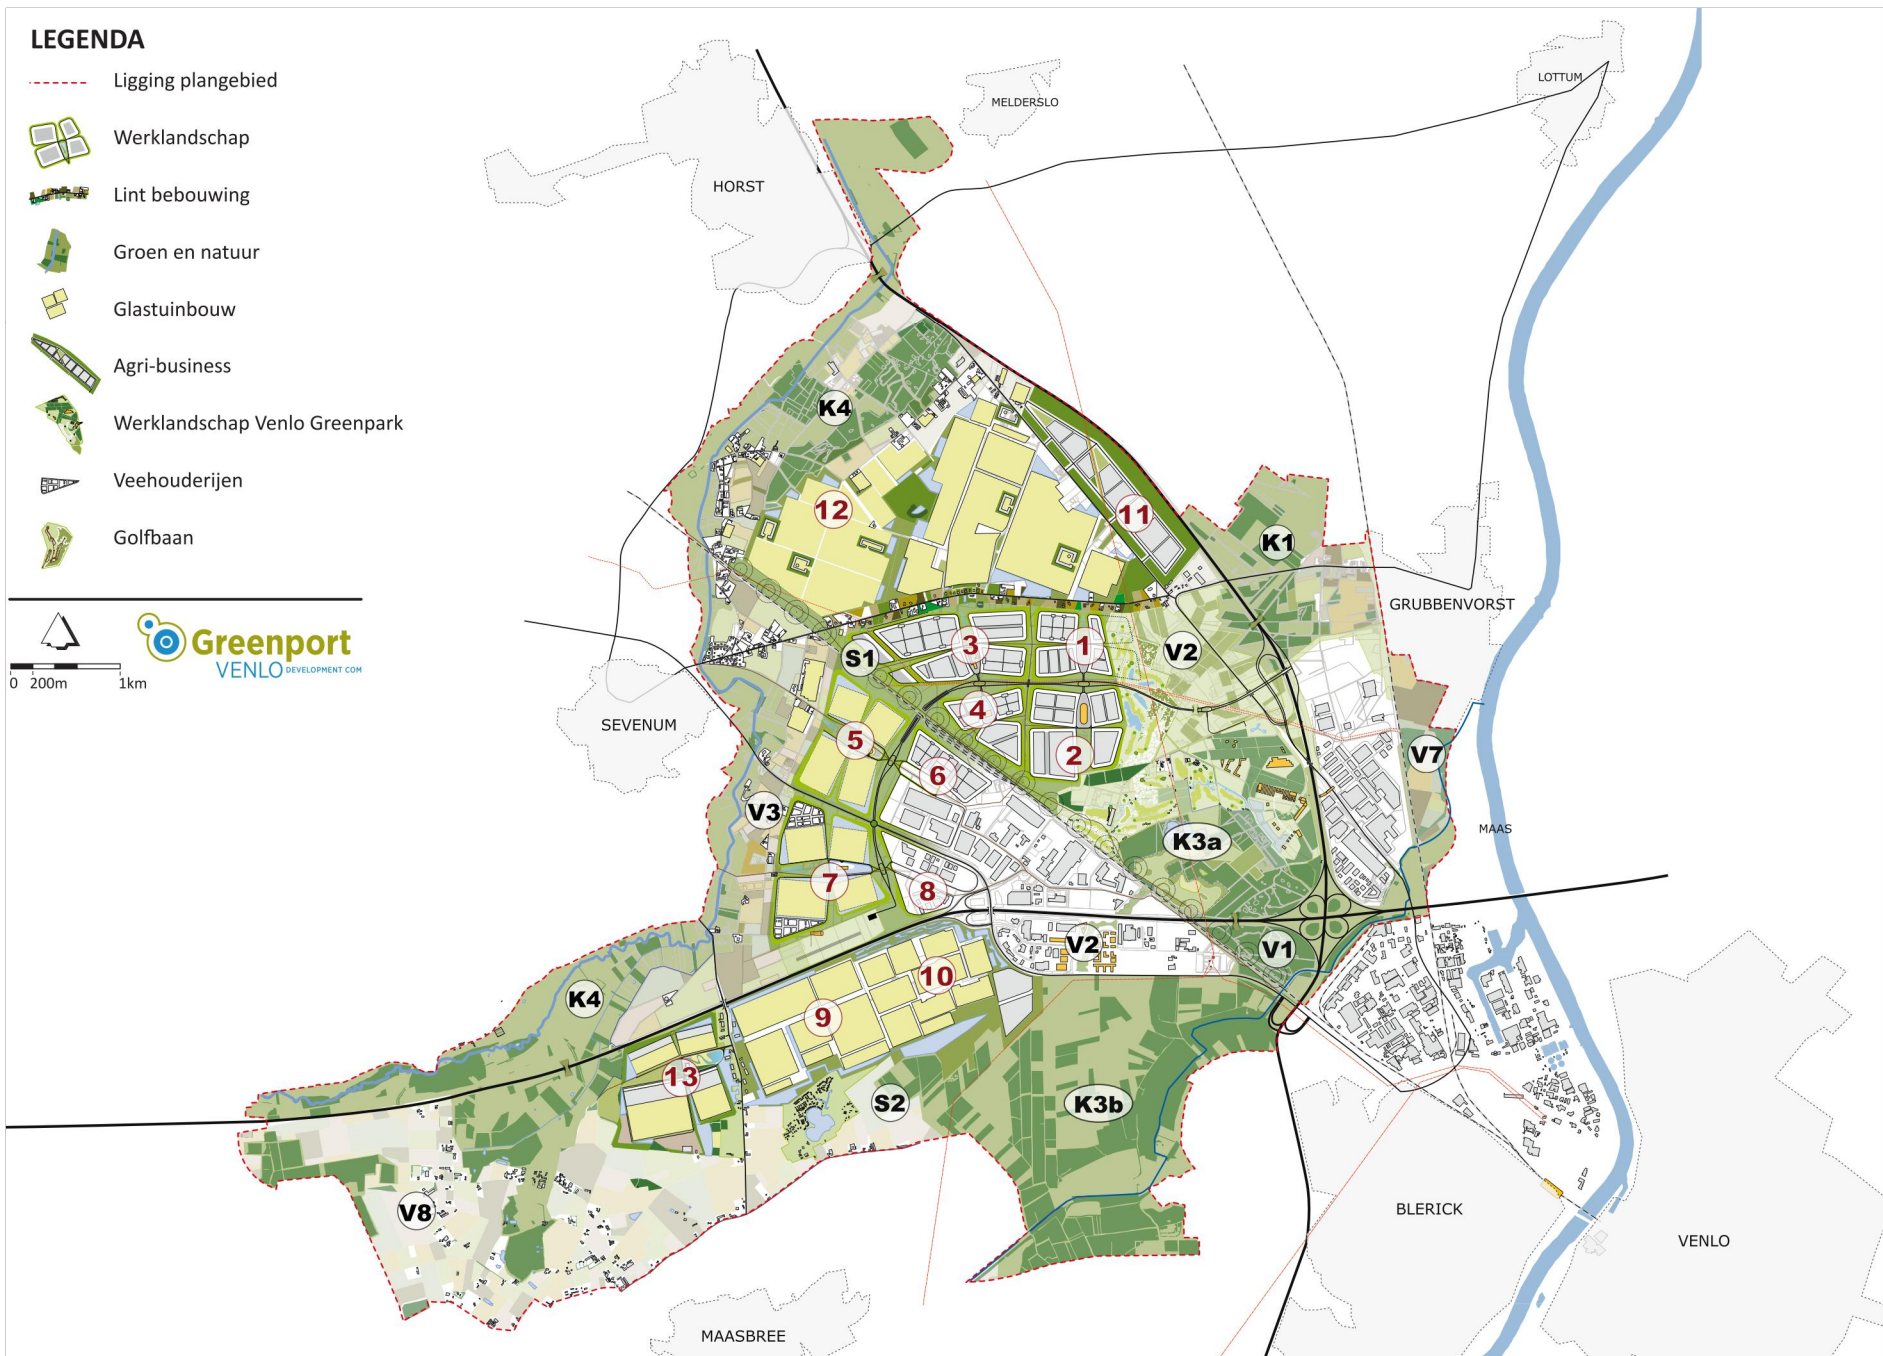 LEGENDA
Ligging plangebied
Werklandschap
Lint bebouwing
Groen en natuur
Glastuinbouw
Agri-business
Werklandschap Venlo Greenpark
Veehouderijen
Golfbaan
Greenport
VENLO DEVELOPMENT COM
0 200m 1km
LOTTUM
MELDERSLO
HORST
K4
12
11
K1
GRUBBENVORST
S1
3
1
V2
4
SEVENUM
5
2
V7
6
V3
K3a
MAAS
7
8
V2
V1
10
K4
9
13
S2
K3b
V8
BLERICK
VENLO
MAASBREE